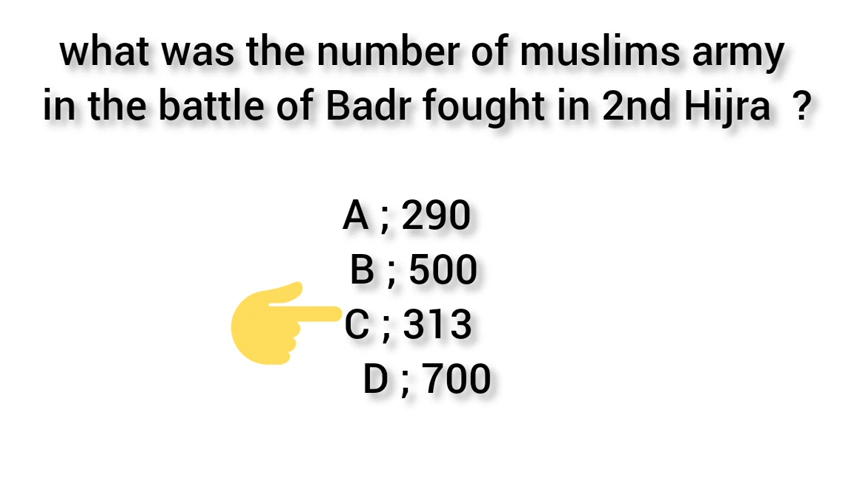 what was the number of muslims army
in the battle of Badr fought in 2nd Hijra ?
A ; 290
B ; 500
C ; 313
D ; 700